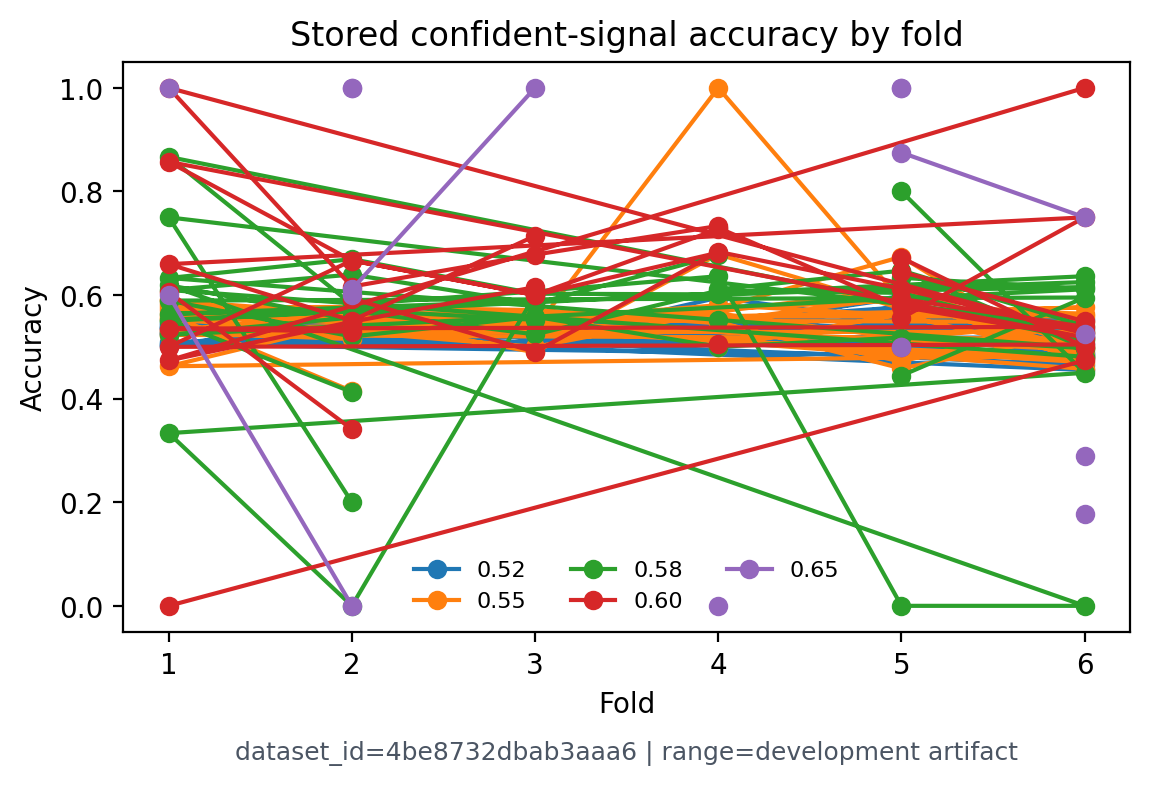 Stored confident-signal accuracy by fold
Accuracy
1.0
0.8
0.6
0.4
0.2
0.0
0.52
0.58
0.65
0.55
0.60
1 2 3 4 5 6
Fold
dataset_id=4be8732dbab3aaa6 | range=development artifact